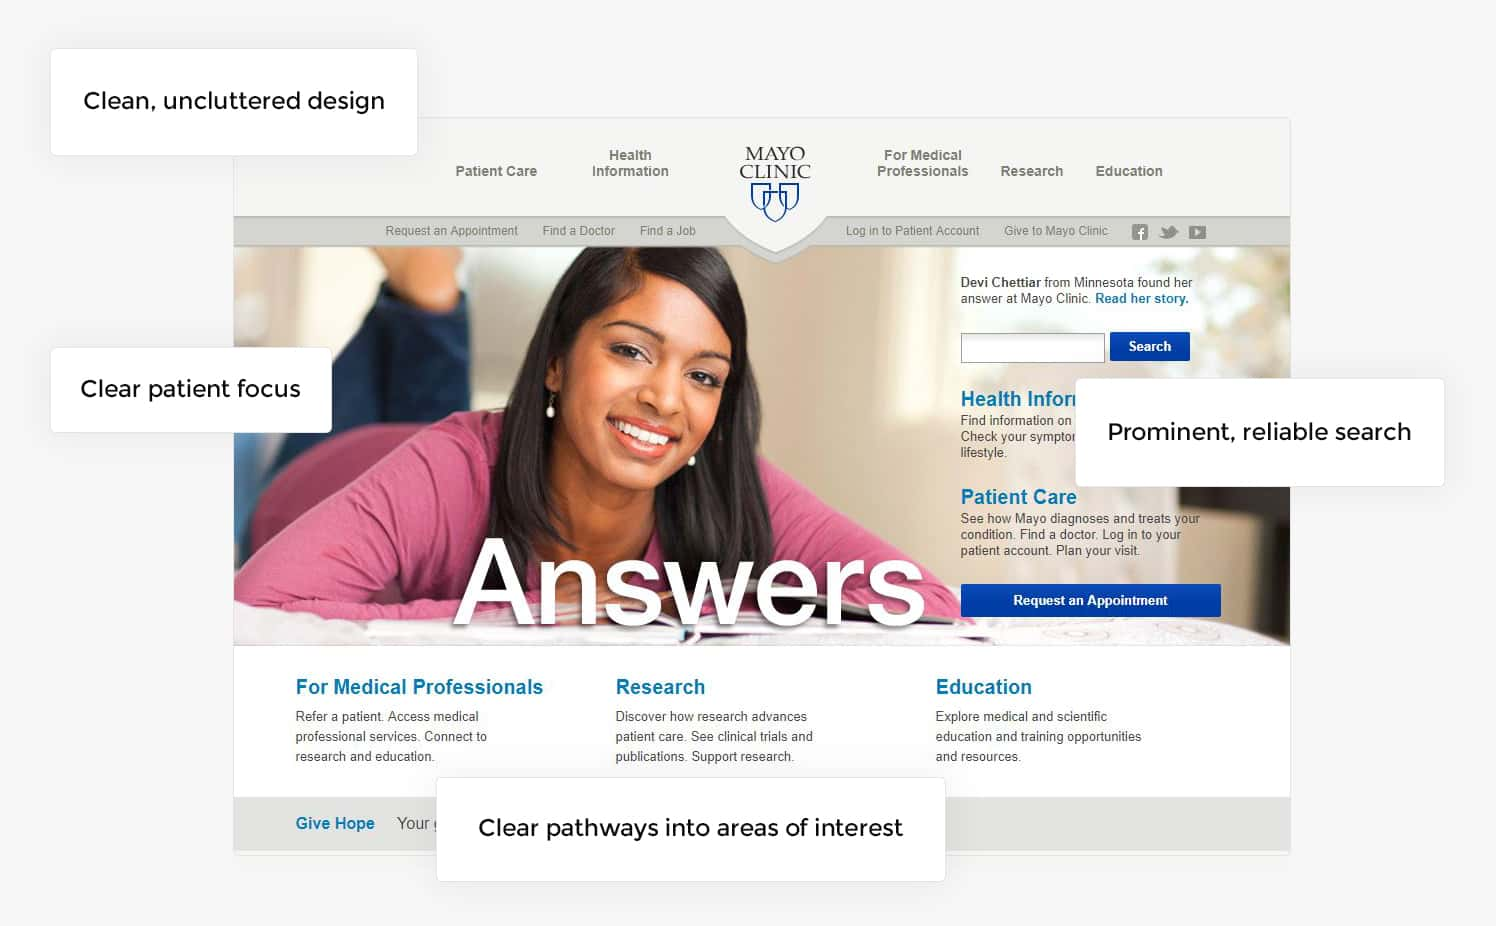 Clean, uncluttered design
Patient Care
Health
Information
MAYO
CLINIC
For Medical
Professionals
Research
Education
Request an Appointment
Find a Doctor
Find a Job
Log in to Patient Account
Give to Mayo Clinic
Devi Chettiar from Minnesota found her
answer at Mayo Clinic. Read her story.
Search
Clear patient focus
Health
Find information on
Check your
lifestyle.
Prominent, reliable search
Patient Care
See how Mayo diagnoses and treats your
condition. Find a doctor. Log in to your
patient account. Plan your visit.
Answers
Request an Appointment
For Medical Professionals
Refer a patient. Access medical
professional services. Connect to
research and education.
Research
Discover how research advances
patient care. See clinical trials and
publications. Support research.
Education
Explore medical and scientific
education and training opportunities
and resources.
Give Hope
Your
Clear pathways into areas of interest